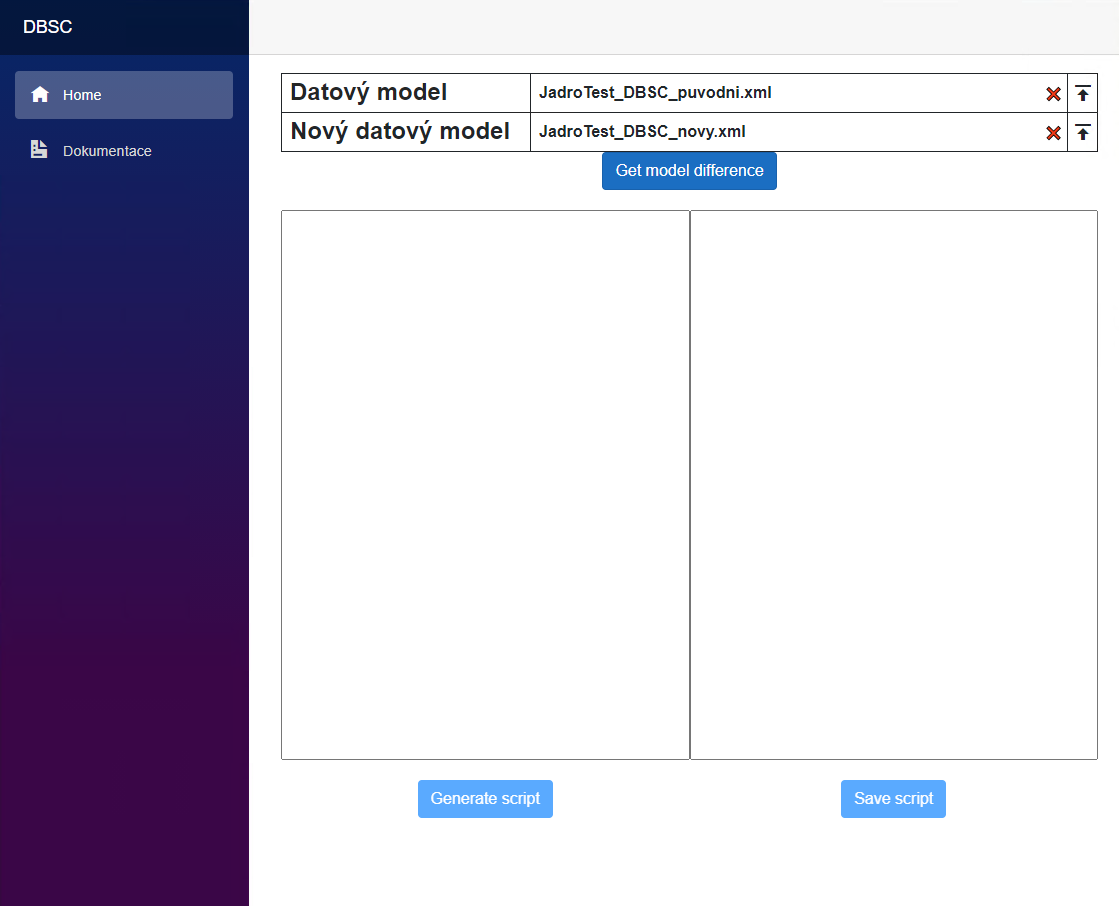 DBSC
Home
Dokumentace
Datový model
JadroTest_DBSC_puvodni.xml
Nový datový model
JadroTest_DBSC_novy.xml
Get model difference
Generate script
Save script